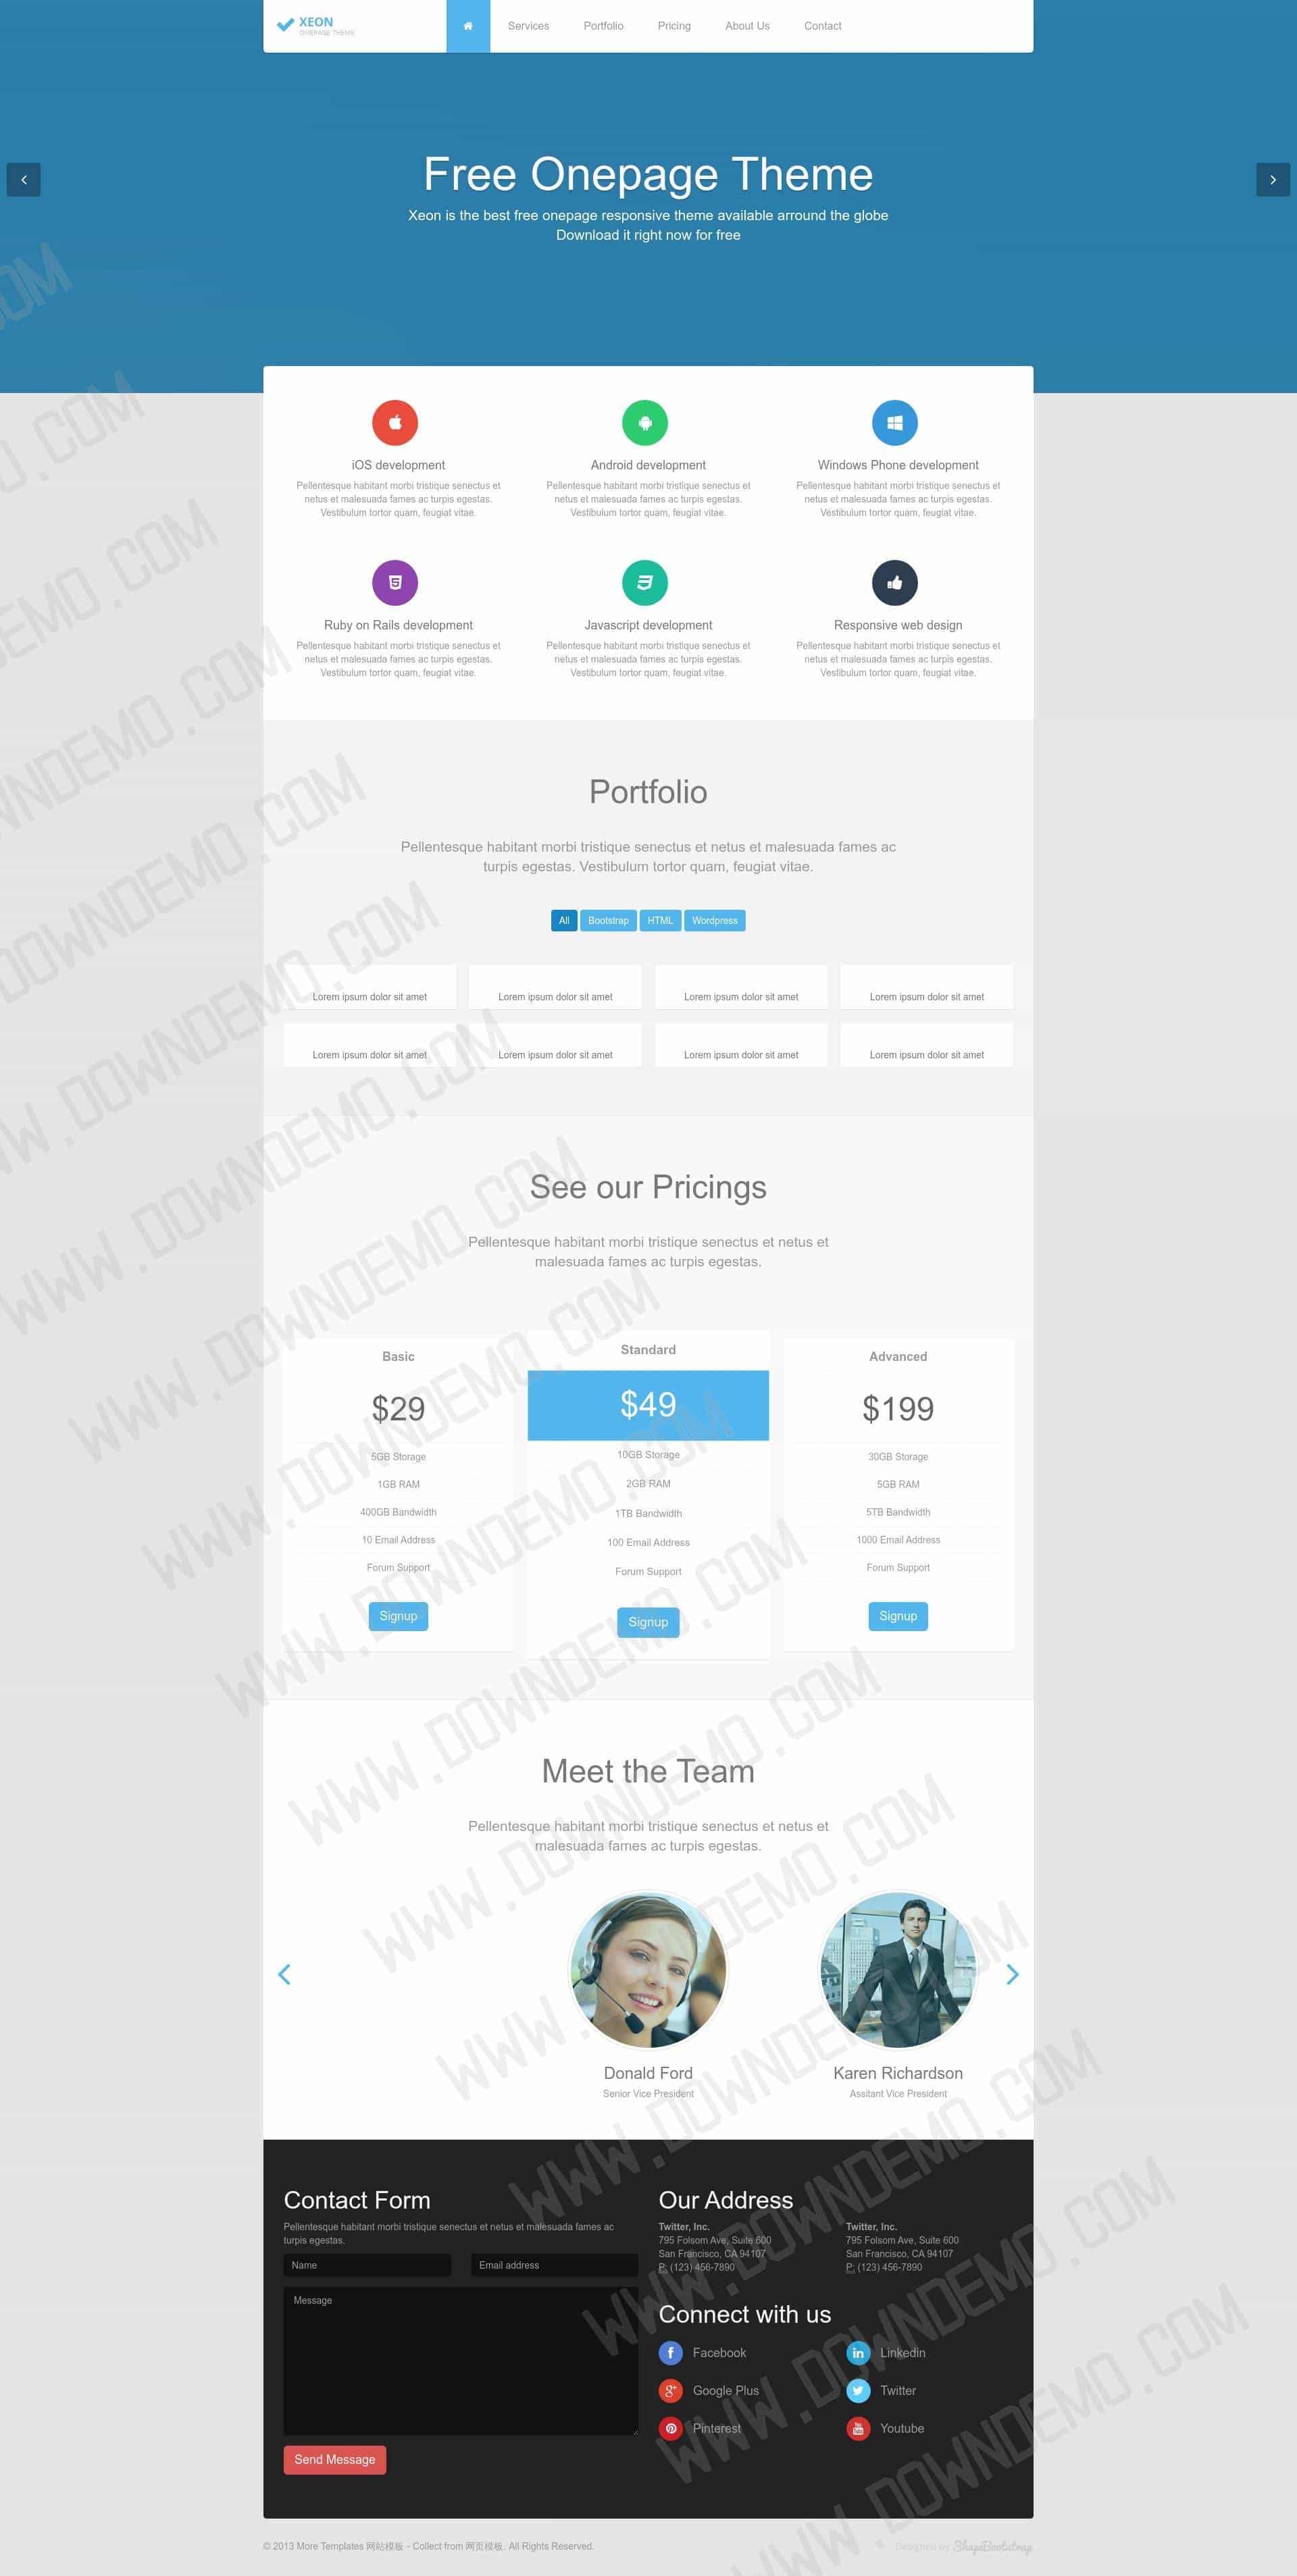 XEON
ONEPAGE THEME
Services
Portfolio
Pricing
About Us
Contact
Free Onepage Theme
Xeon is the best free onepage responsive theme available arround the globe
Download it right now for free
iOS development
Pellentesque habitant morbi tristique senectus et
netus et malesuada fames ac turpis egestas.
Vestibulum tortor quam, feugiat vitae.
Android development
Pellentesque habitant morbi tristique senectus et
netus et malesuada fames ac turpis egestas.
Vestibulum tortor quam, feugiat vitae.
Windows Phone development
Pellentesque habitant morbi tristique senectus et
netus et malesuada fames ac turpis egestas.
Vestibulum tortor quam, feugiat vitae.
Ruby on Rails development
Pellentesque habitant morbi tristique senectus et
netus et malesuada fames ac turpis egestas.
Vestibulum tortor quam, feugiat vitae.
Javascript development
Pellentesque habitant morbi tristique senectus et
netus et malesuada fames ac turpis egestas.
Vestibulum tortor quam, feugiat vitae.
Responsive web design
Pellentesque habitant morbi tristique senectus et
netus et malesuada fames ac turpis egestas.
Vestibulum tortor quam, feugiat vitae.
Portfolio
Pellentesque habitant morbi tristique senectus et netus et malesuada fames ac
turpis egestas. Vestibulum tortor quam, feugiat vitae.
All
Bootstrap
HTML
Wordpress
Lorem ipsum dolor sit amet
Lorem ipsum dolor sit amet
Lorem ipsum dolor sit amet
Lorem ipsum dolor sit amet
Lorem ipsum dolor sit amet
Lorem ipsum dolor sit amet
Lorem ipsum dolor sit amet
Lorem ipsum dolor sit amet
See our Pricings
Pellentesque habitant morbi tristique senectus et netus et
malesuada fames ac turpis egestas.
Basic
$29
5GB Storage
1GB RAM
400GB Bandwidth
10 Email Address
Forum Support
Signup
Standard
$49
10GB Storage
2GB RAM
1TB Bandwidth
100 Email Address
Forum Support
Signup
Advanced
$199
30GB Storage
5GB RAM
5TB Bandwidth
1000 Email Address
Forum Support
Signup
Meet the Team
Pellentesque habitant morbi tristique senectus et netus et
malesuada fames ac turpis egestas.
Donald Ford
Senior Vice President
Karen Richardson
Assitant Vice President
Contact Form
Pellentesque habitant morbi tristique senectus et netus et malesuada fames ac
turpis egestas.
Name
Email address
Message
Send Message
Our Address
Twitter, Inc.
795 Folsom Ave, Suite 600
San Francisco, CA 94107
P: (123) 456-7890
Twitter, Inc.
795 Folsom Ave, Suite 600
San Francisco, CA 94107
P: (123) 456-7890
Connect with us
Facebook
Linkedin
Google Plus
Twitter
Pinterest
Youtube
© 2013 More Templates 网站模板 - Collect from 网页模板. All Rights Reserved.
Designed by ShapeBootstrap
WWW.DOWNDEMO.COM